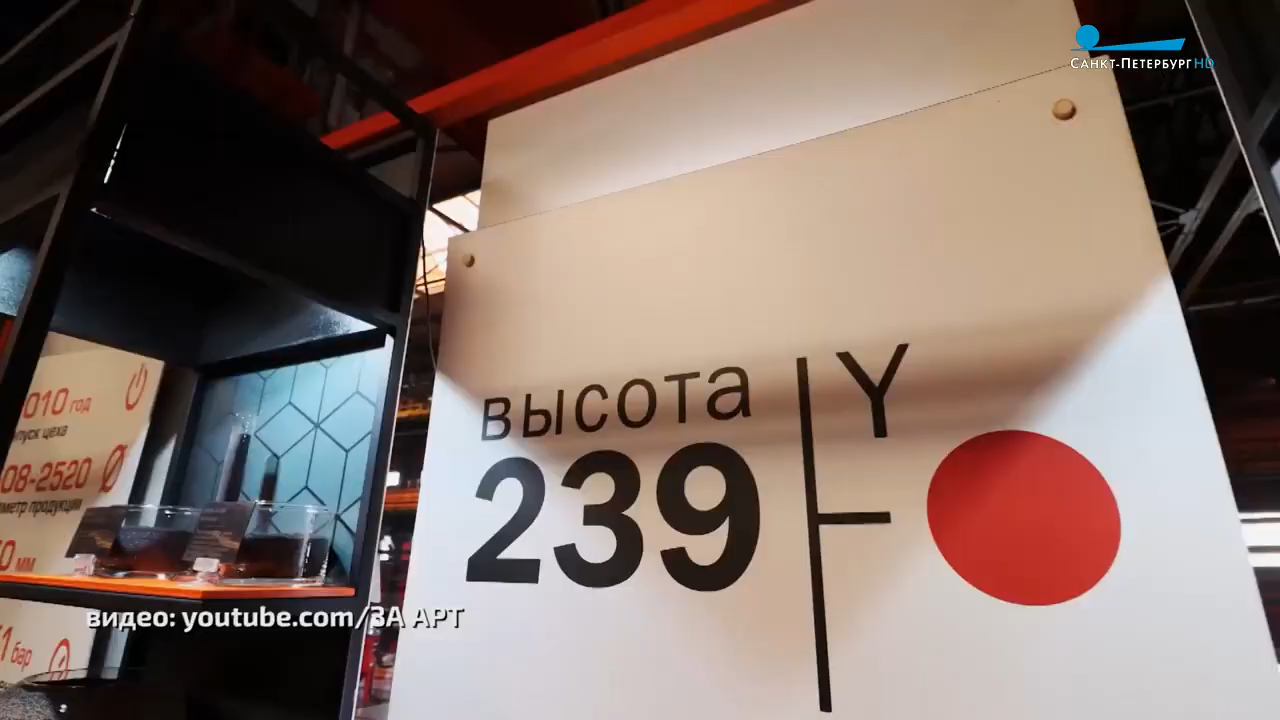 Санкт-Петербург HD
высота
239
Y
010 год
пуск цеха
08-2520
метр продукции
0 мм
1 бар
видео: youtube.com/ЗА АРТ